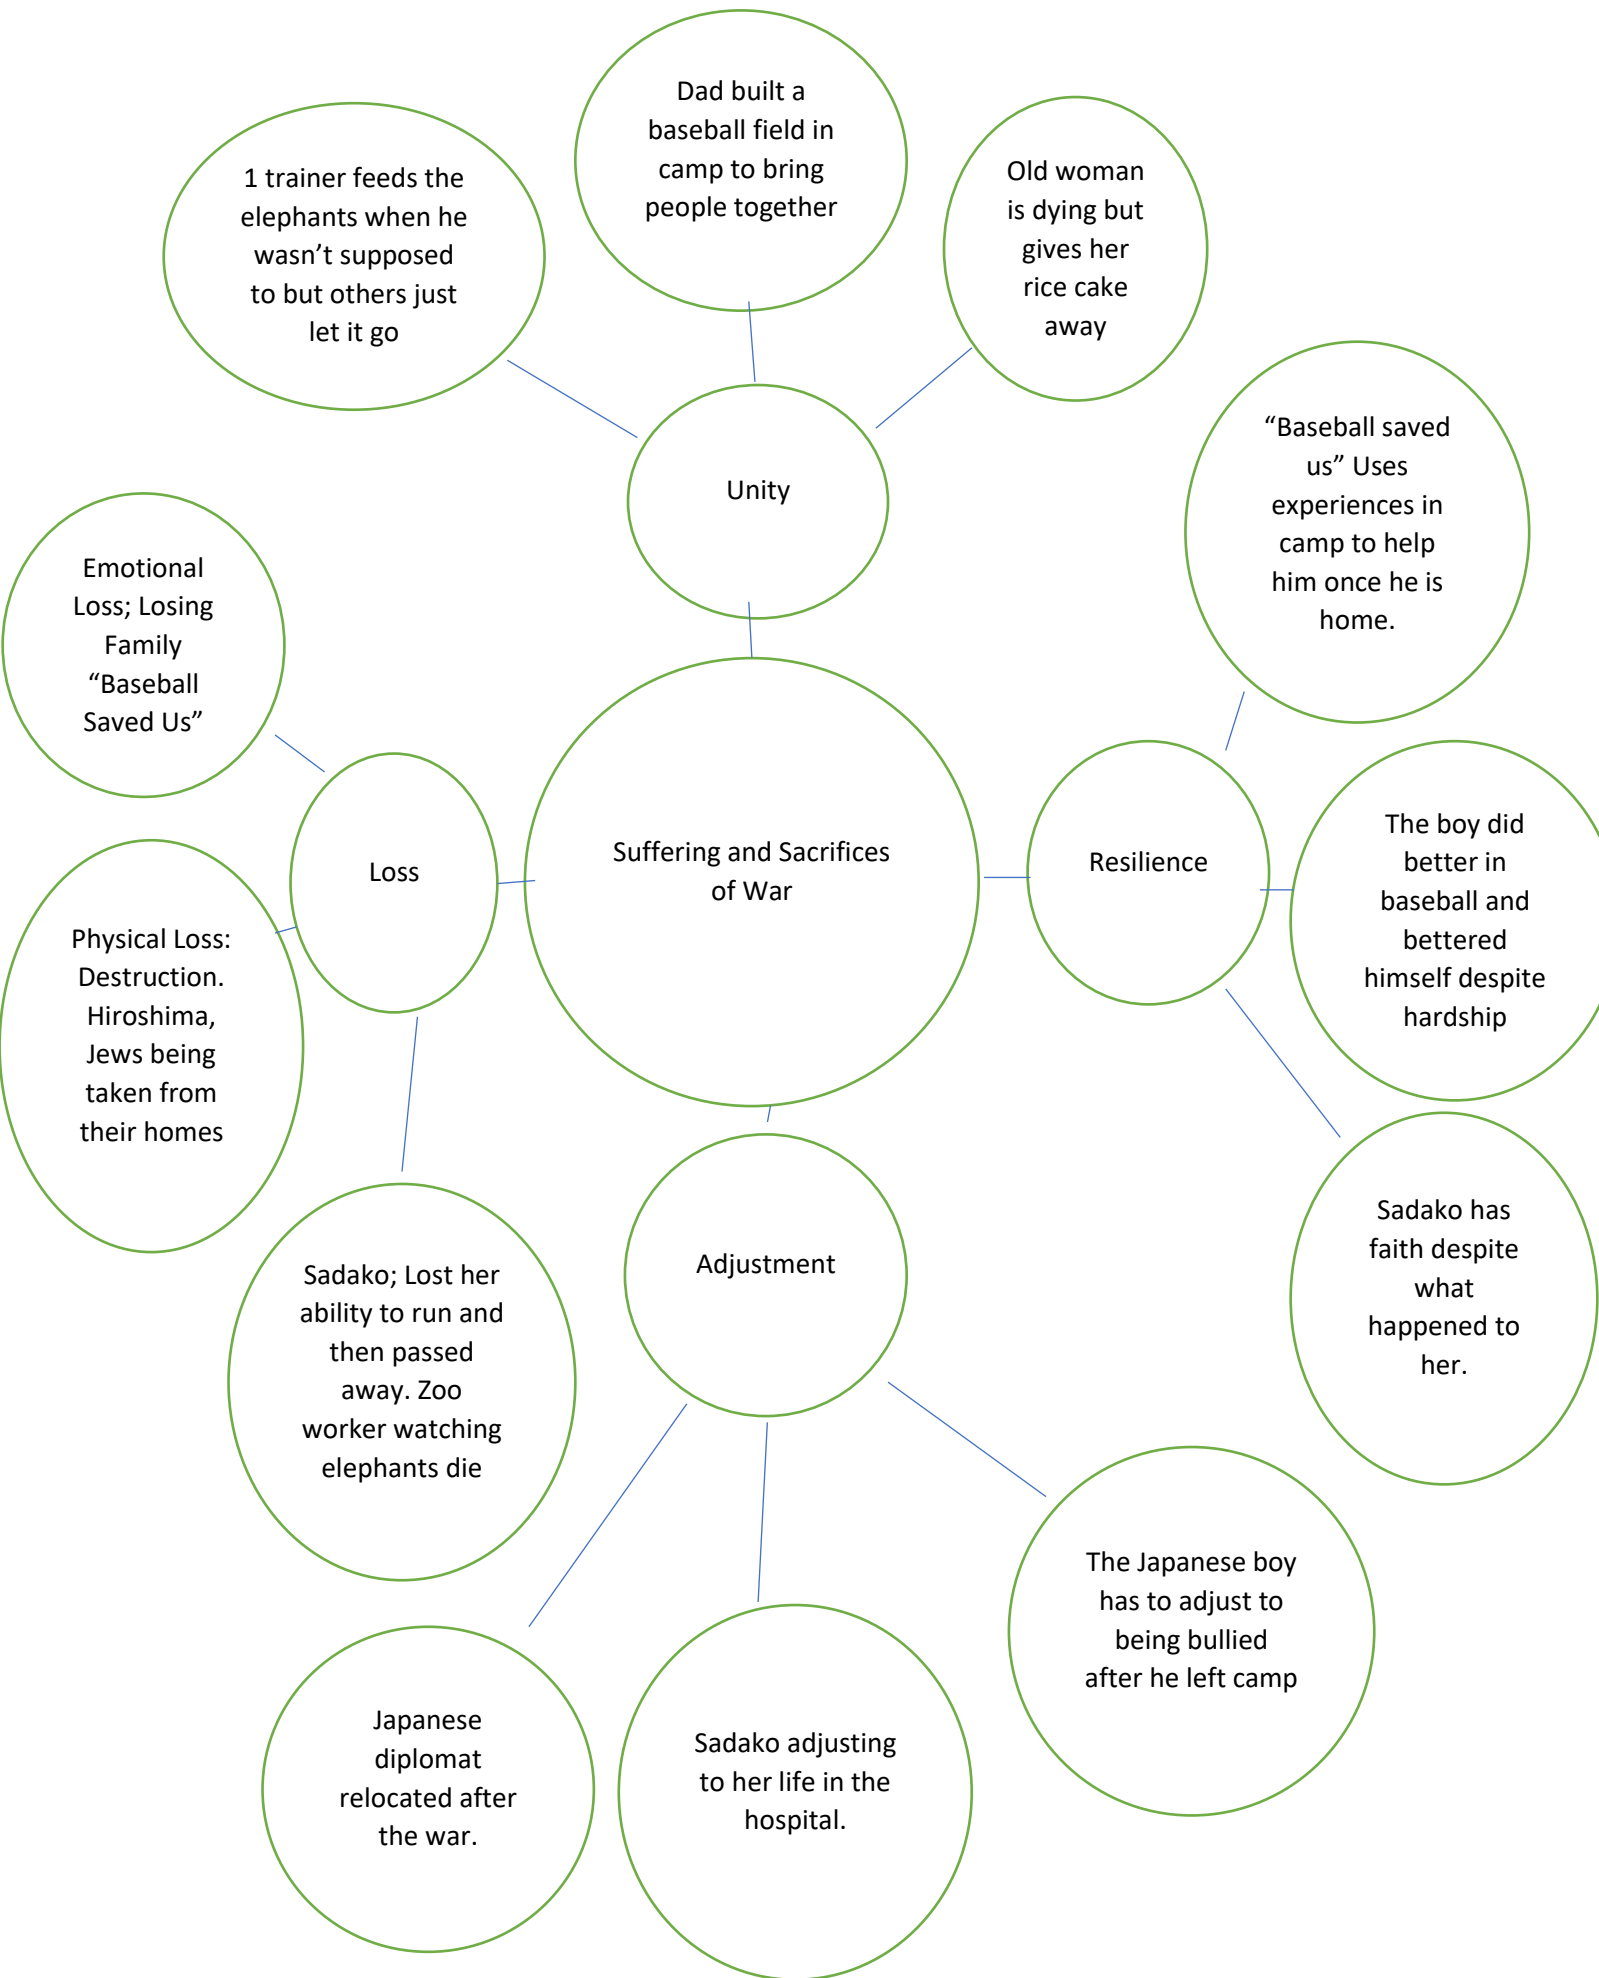 Dad built a
baseball field in
camp to bring
people together
1 trainer feeds the
elephants when he
wasn’t supposed
to but others just
let it go
Old woman
is dying but
gives her
rice cake
away
Unity
“Baseball saved
us” Uses
experiences in
camp to help
him once he is
home.
Emotional
Loss; Losing
Family
“Baseball
Saved Us”
Loss
Suffering and Sacrifices
of War
Resilience
The boy did
better in
baseball and
bettered
himself despite
hardship
Physical Loss:
Destruction.
Hiroshima,
Jews being
taken from
their homes
Sadako has
faith despite
what
happened to
her.
Adjustment
Sadako; Lost her
ability to run and
then passed
away. Zoo
worker watching
elephants die
The Japanese boy
has to adjust to
being bullied
after he left camp
Japanese
diplomat
relocated after
the war.
Sadako adjusting
to her life in the
hospital.